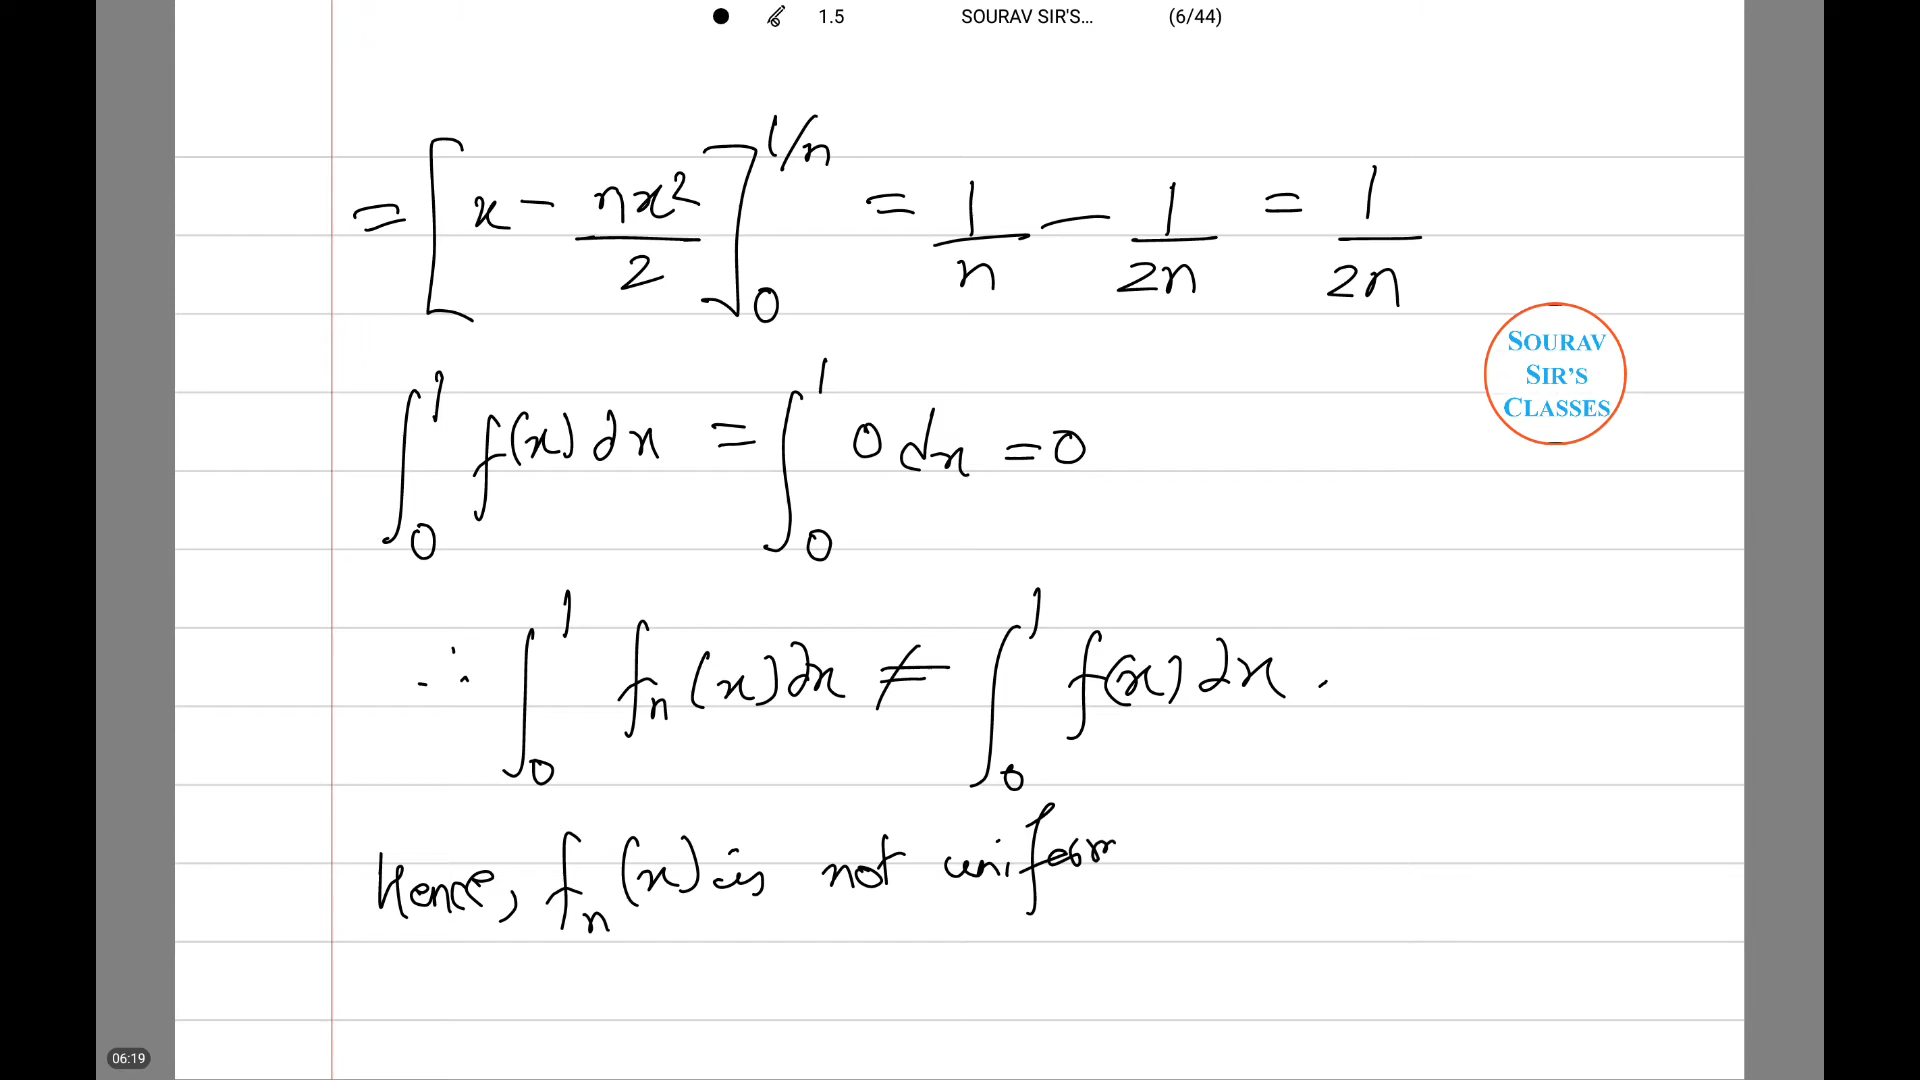 1.5 SOURAV SIR'S... (6/44)
= [x - nx²/2]₀^{1/n} = 1/n - 1/2n = 1/2n
SOURAV
SIR'S
CLASSES
∫₀¹ f(x) dx = ∫₀¹ 0 dx = 0
∴ ∫₀¹ fₙ(x) dx ≠ ∫₀¹ f(x) dx.
Hence, fₙ(x) is not uniform
06:19